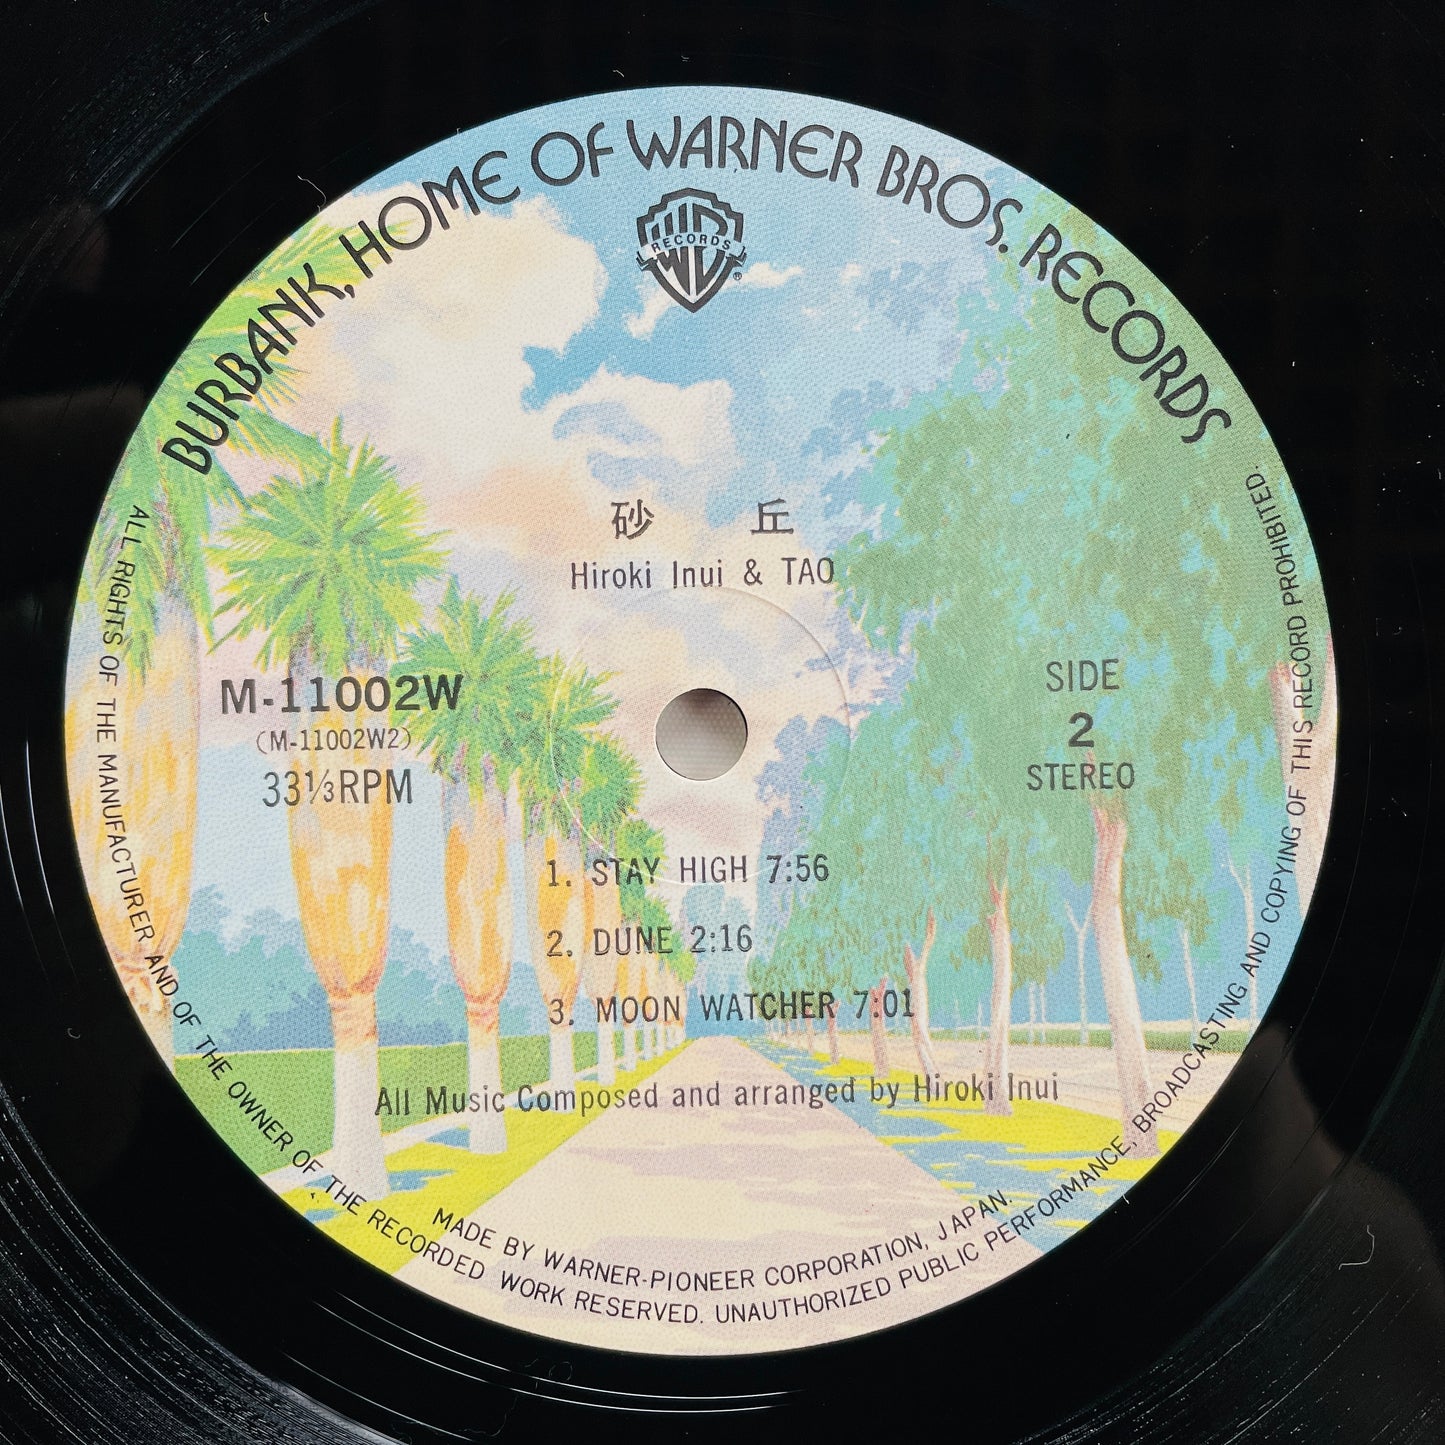 BURBANK, HOME OF WARNER BROS. RECORDS
RECORDS
®
砂 丘
Hiroki Inui & TAO
M-11002W
(M-11002W2)
33⅓RPM
SIDE
2
STEREO
1. STAY HIGH 7:56
2. DUNE 2:16
3. MOON WATCHER 7:01
All Music Composed and arranged by Hiroki Inui
MADE BY WARNER-PIONEER CORPORATION, JAPAN.
ALL RIGHTS OF THE MANUFACTURER AND OF THE OWNER OF THE RECORDED WORK RESERVED. UNAUTHORIZED PUBLIC PERFORMANCE, BROADCASTING AND COPYING OF THIS RECORD PROHIBITED.